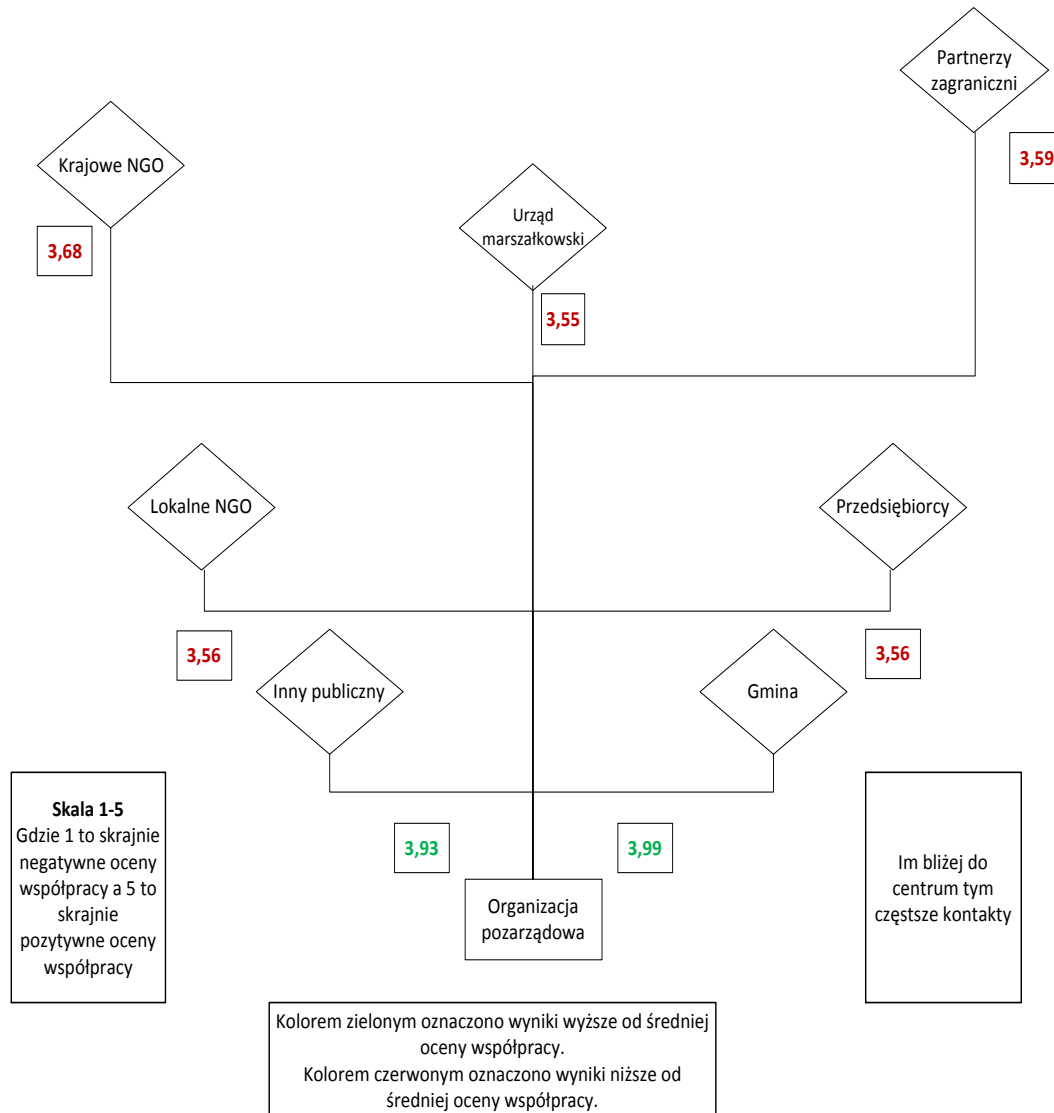 Partnerzy
zagraniczni
3,59
Krajowe NGO
3,68
Urząd
marszałkowski
3,55
Lokalne NGO
Przedsiębiorcy
3,56
3,56
Inny publiczny
Gmina
3,93
3,99
Skala 1-5
Gdzie 1 to skrajnie
negatywne oceny
współpracy a 5 to
skrajnie
pozytywne oceny
współpracy
Im bliżej do
centrum tym
częstsze kontakty
Organizacja
pozarządowa
Kolorem zielonym oznaczono wyniki wyższe od średniej
oceny współpracy.
Kolorem czerwonym oznaczono wyniki niższe od
średniej oceny współpracy.